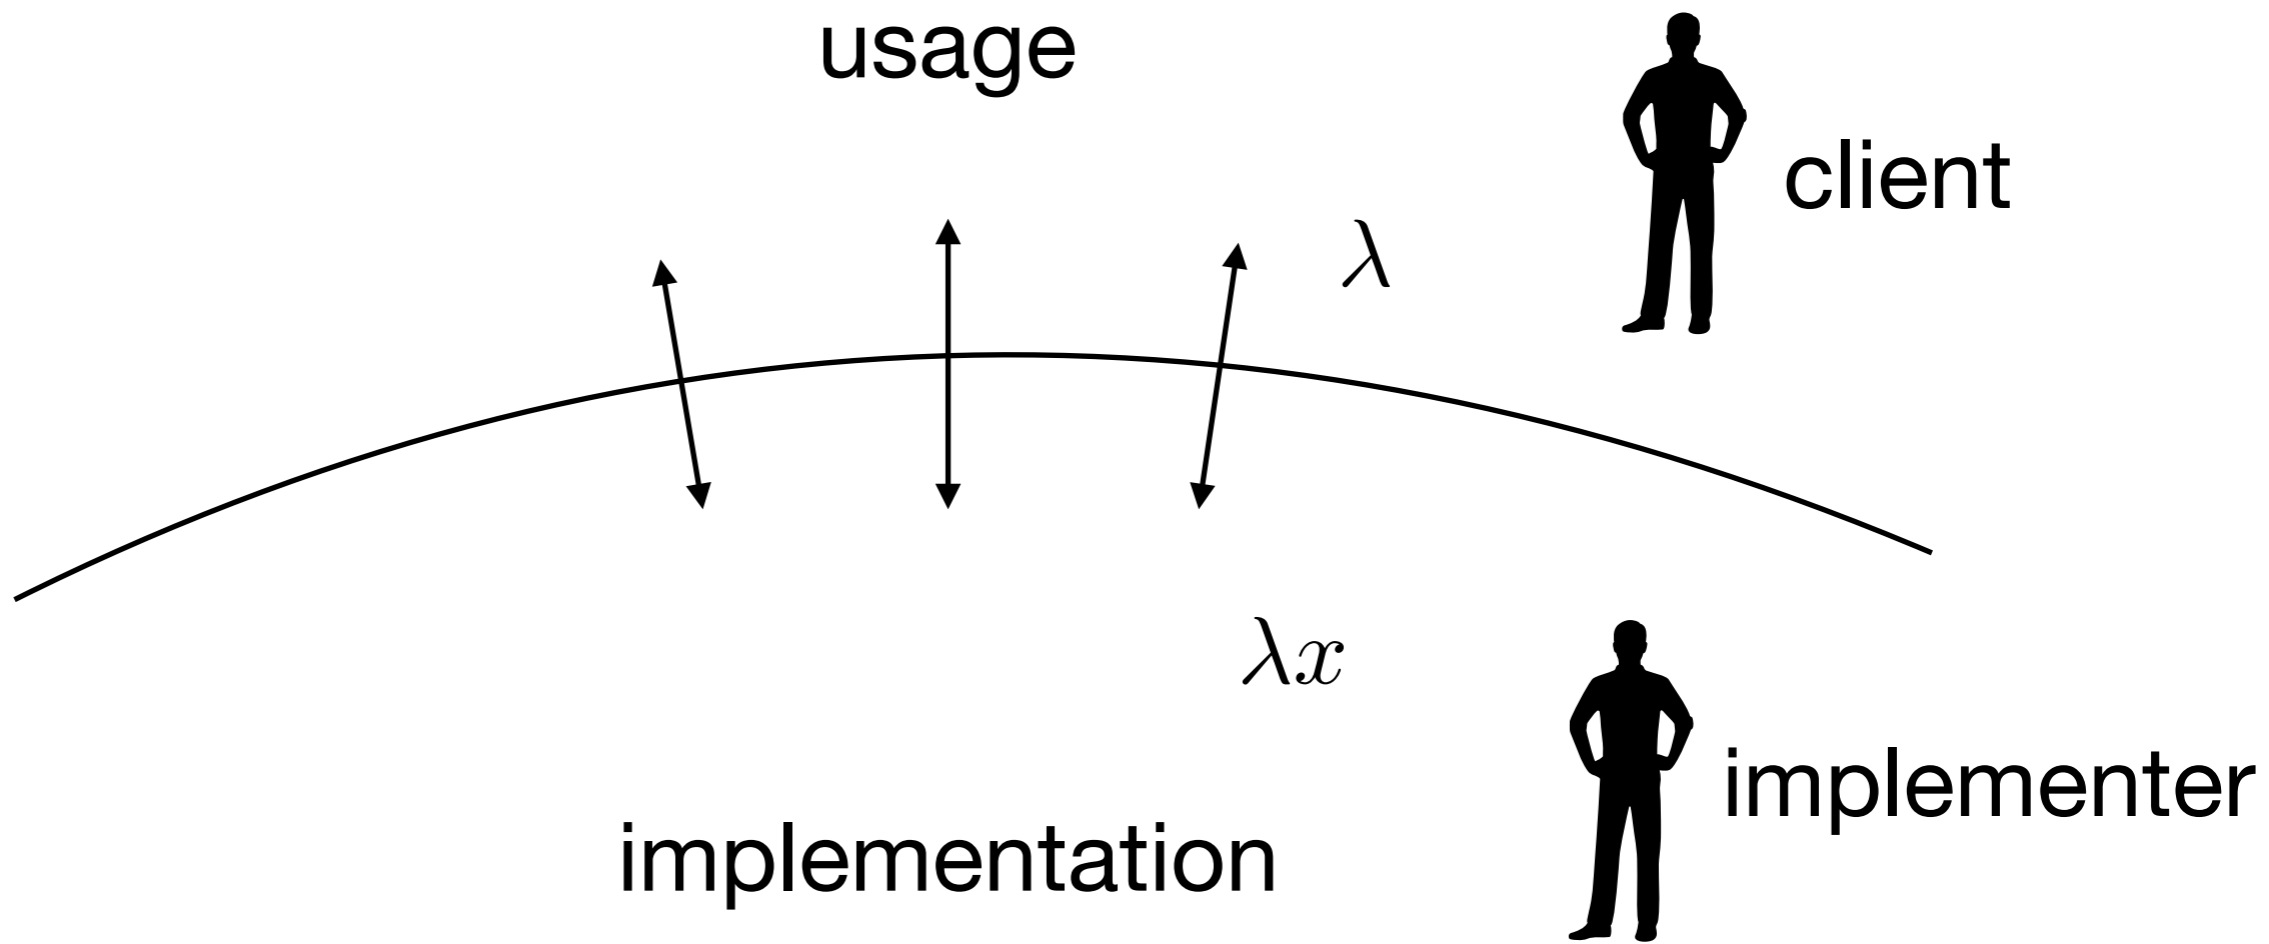 usage
client
λ
λx
implementer
implementation